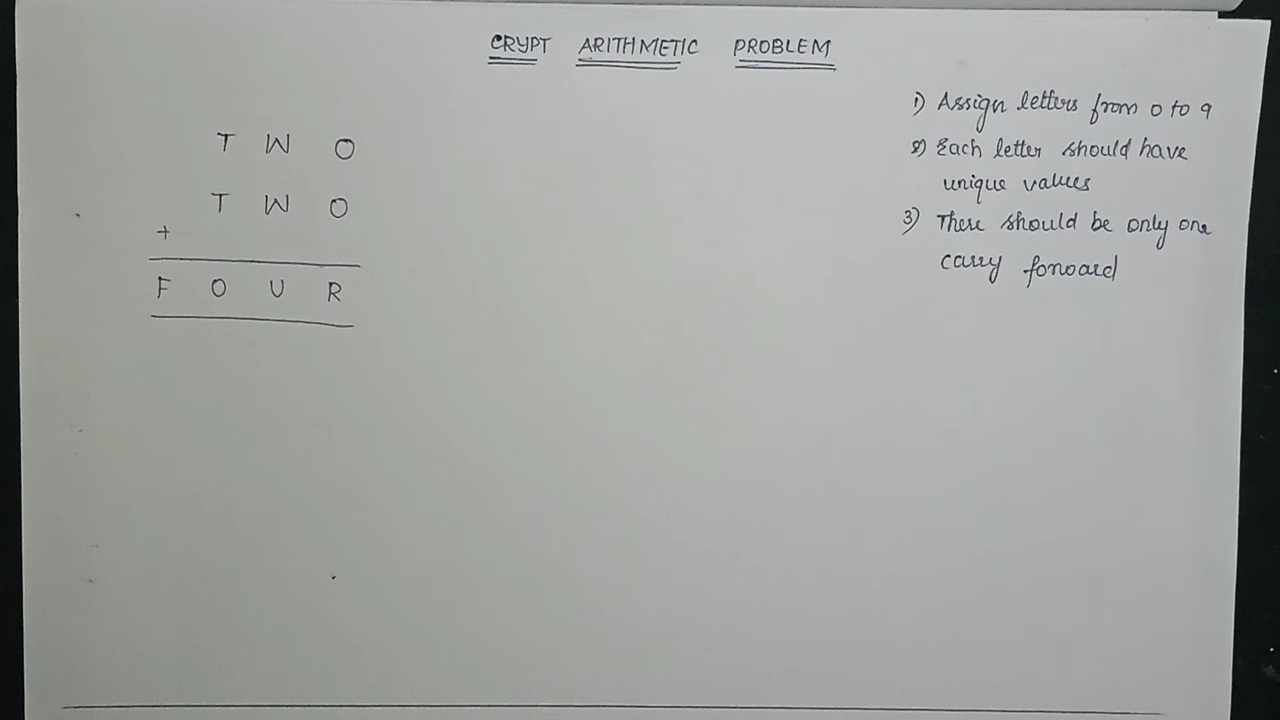 CRYPT ARITHMETIC PROBLEM
T W O
T W O
+
F O U R
1) Assign letters from 0 to 9
2) Each letter should have
unique values
3) There should be only one
carry forward